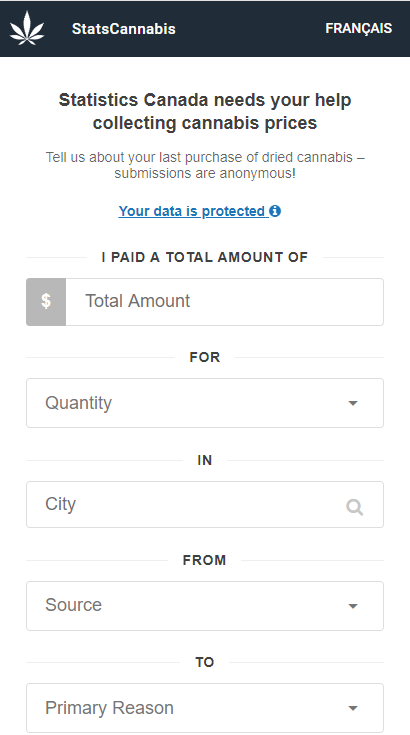 StatsCannabis
FRANÇAIS
Statistics Canada needs your help
collecting cannabis prices
Tell us about your last purchase of dried cannabis –
submissions are anonymous!
Your data is protected
I PAID A TOTAL AMOUNT OF
$ Total Amount
FOR
Quantity
IN
City
FROM
Source
TO
Primary Reason